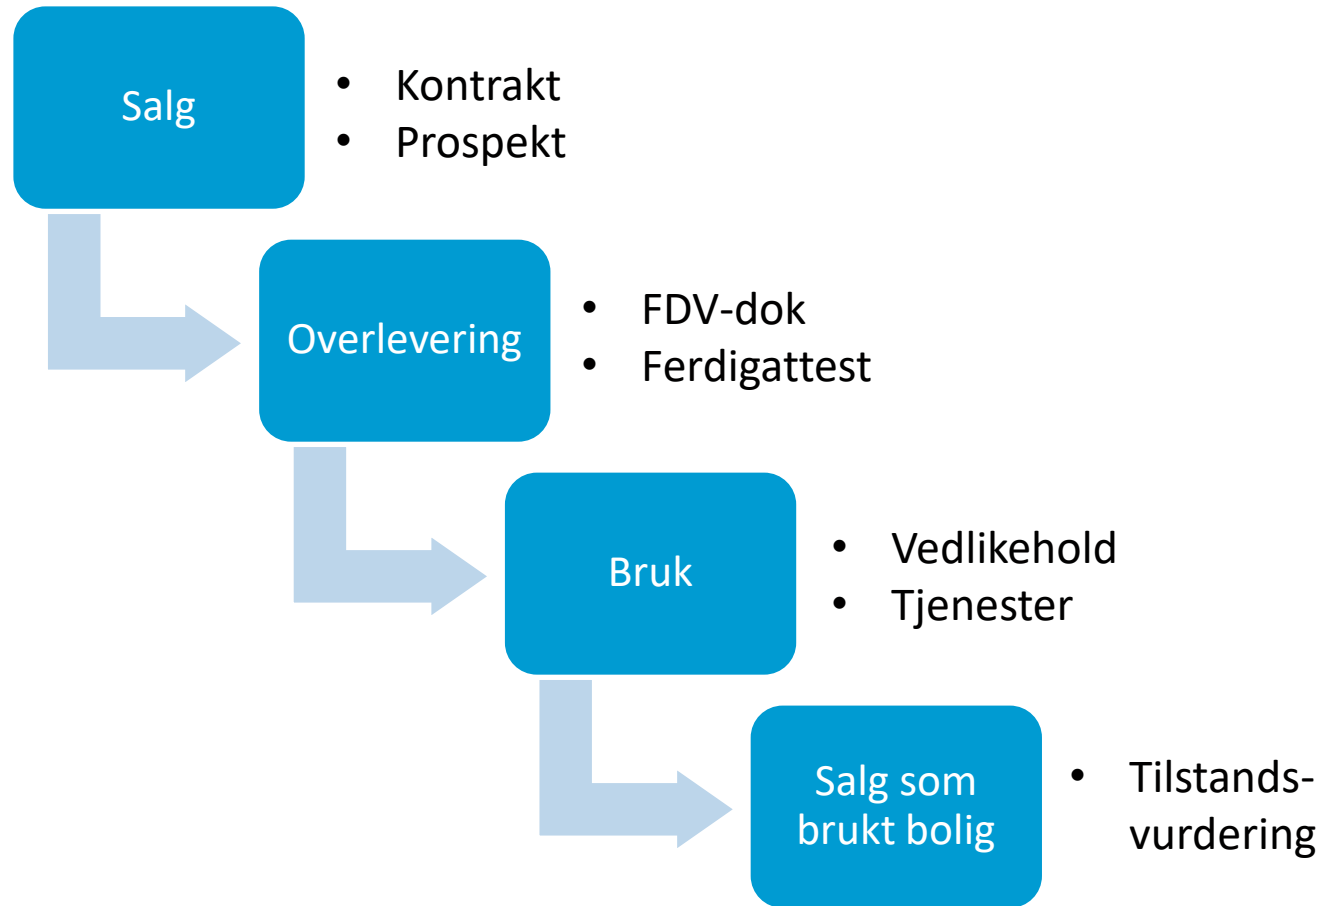 Salg
• Kontrakt
• Prospekt
Overlevering
• FDV-dok
• Ferdigattest
Bruk
• Vedlikehold
• Tjenester
Salg som
brukt bolig
• Tilstands-
vurdering